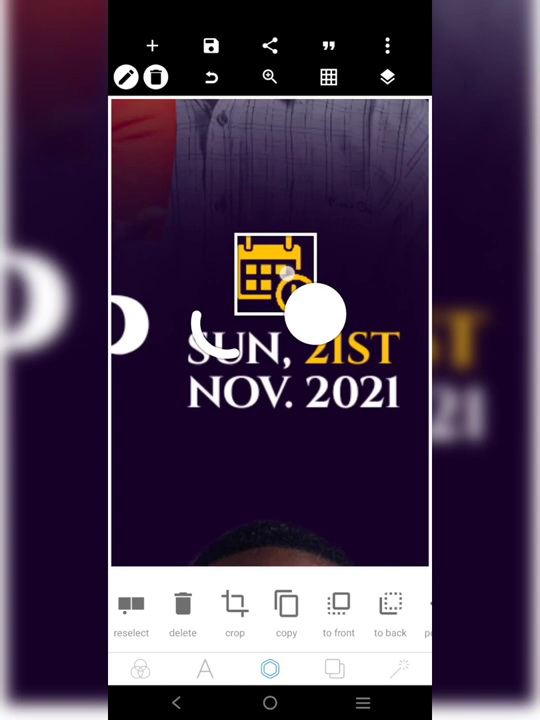 SUN, 21ST
NOV. 2021
reselect
delete
crop
copy
to front
to back